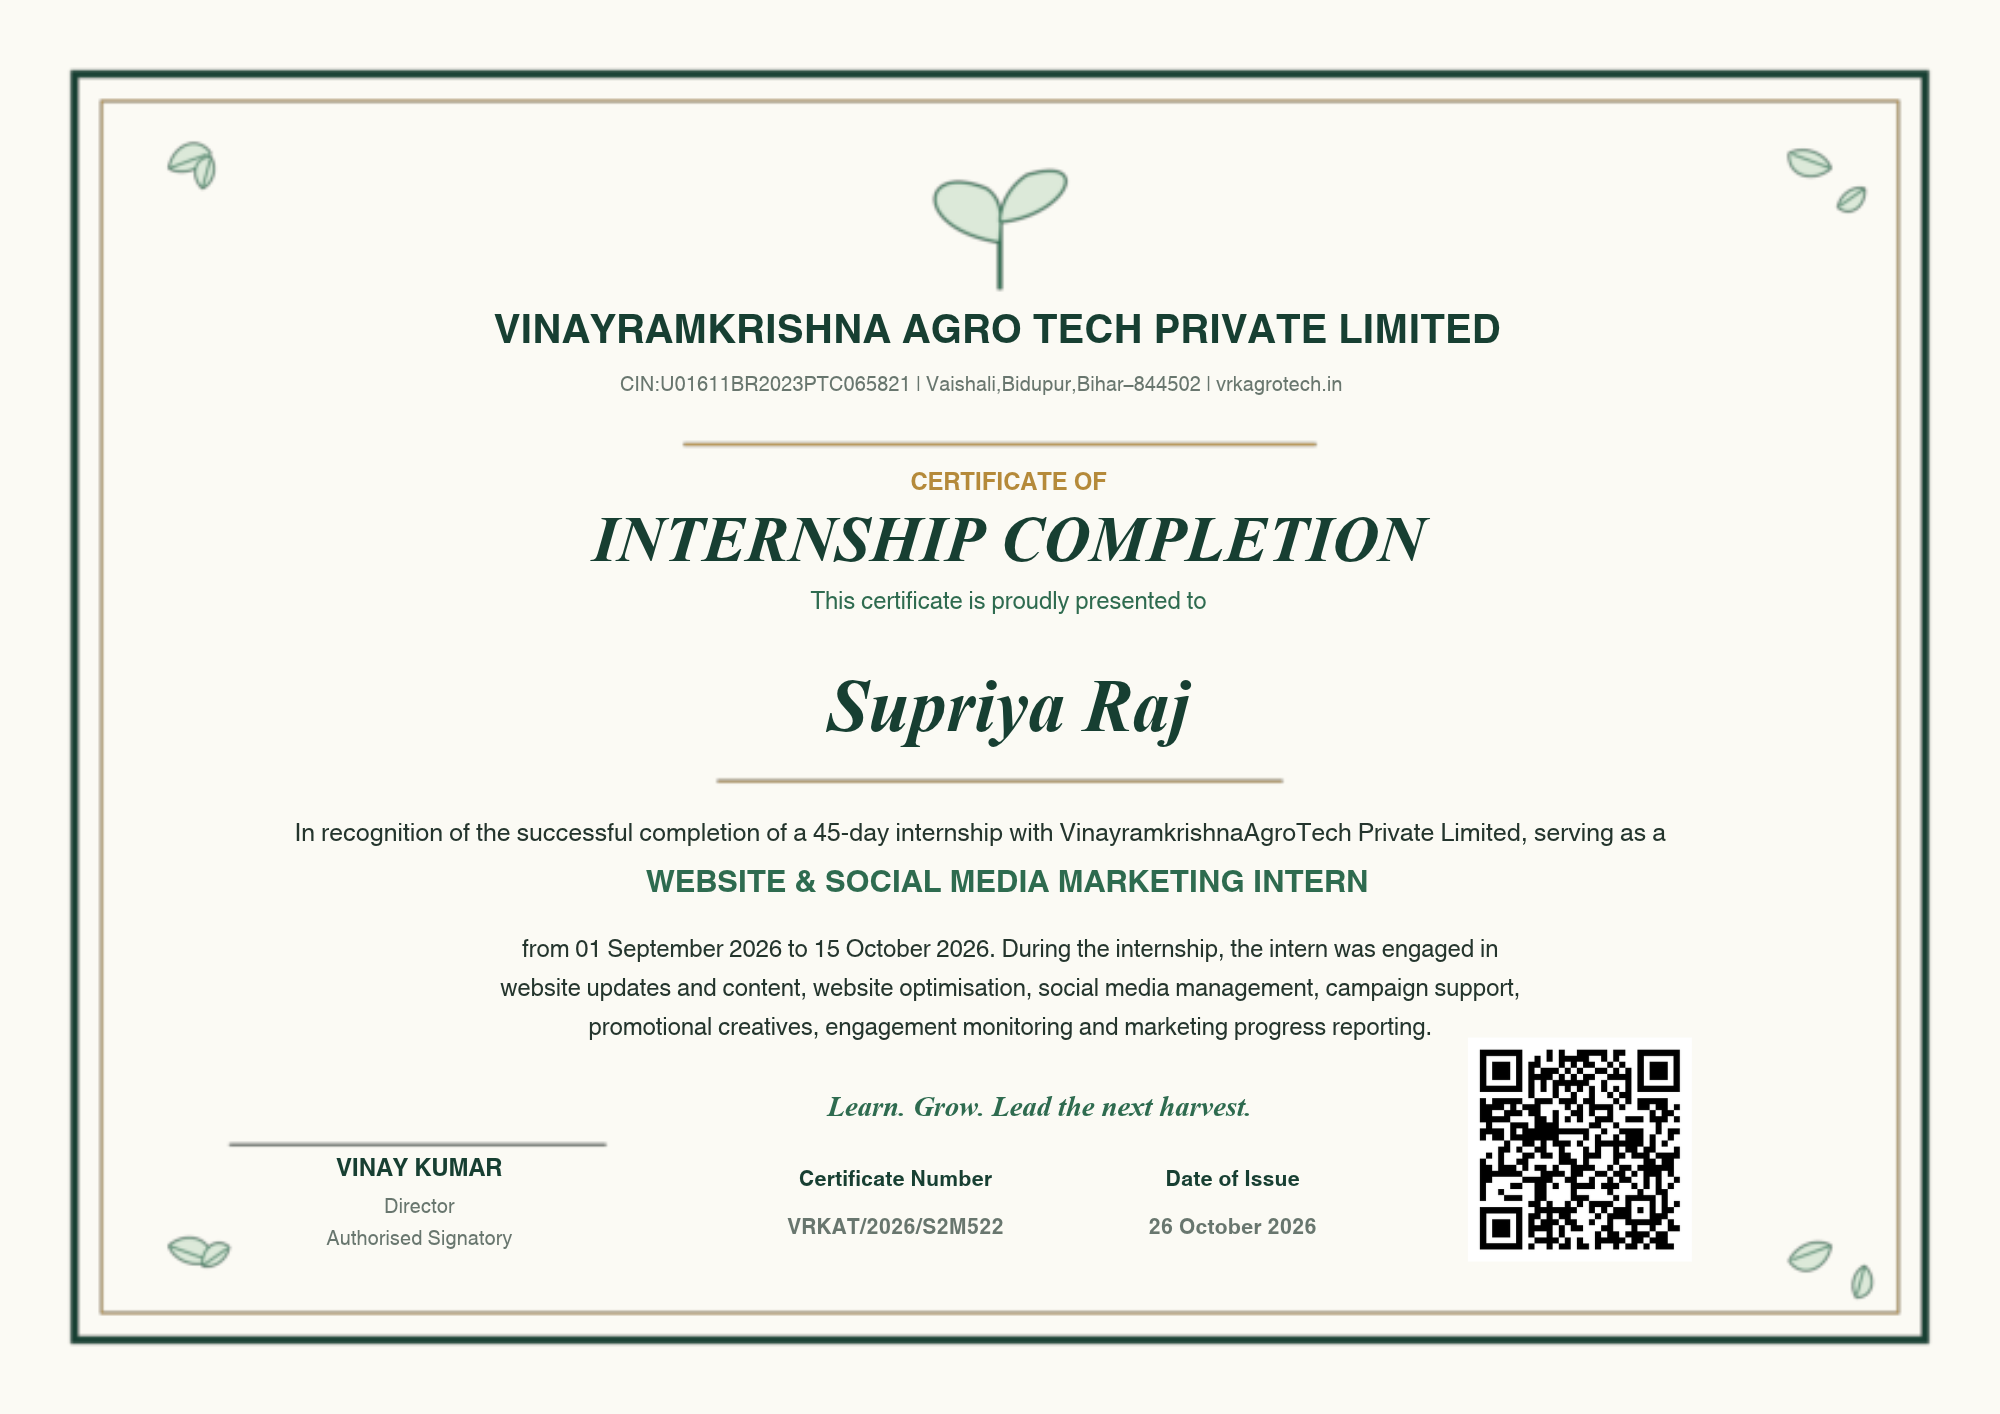 VINAYRAMKRISHNA AGRO TECH PRIVATE LIMITED
CIN:U01611BR2023PTC065821 | Vaishali,Bidupur,Bihar–844502 | vrkagrotech.in
CERTIFICATE OF
INTERNSHIP COMPLETION
This certificate is proudly presented to
Supriya Raj
In recognition of the successful completion of a 45-day internship with VinayramkrishnaAgroTech Private Limited, serving as a
WEBSITE & SOCIAL MEDIA MARKETING INTERN
from 01 September 2026 to 15 October 2026. During the internship, the intern was engaged in
website updates and content, website optimisation, social media management, campaign support,
promotional creatives, engagement monitoring and marketing progress reporting.
Learn. Grow. Lead the next harvest.
VINAY KUMAR
Director
Authorised Signatory
Certificate Number
VRKAT/2026/S2M522
Date of Issue
26 October 2026